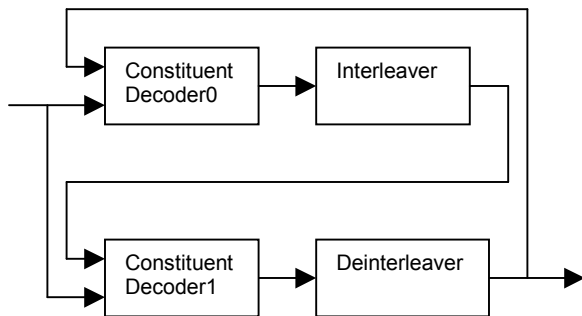 Constituent
Decoder0
Interleaver
Constituent
Decoder1
Deinterleaver